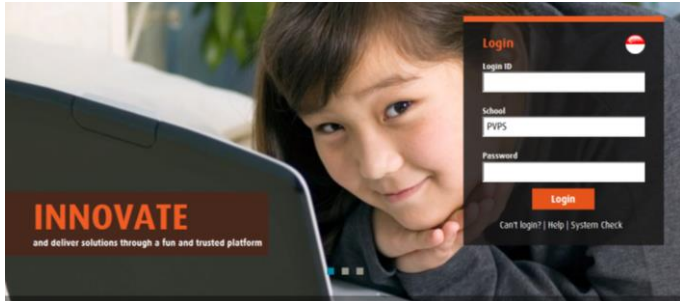 Login
Login ID
School
PVPS
Password
Login
Can't login? | Help | System Check
INNOVATE
and deliver solutions through a fun and trusted platform